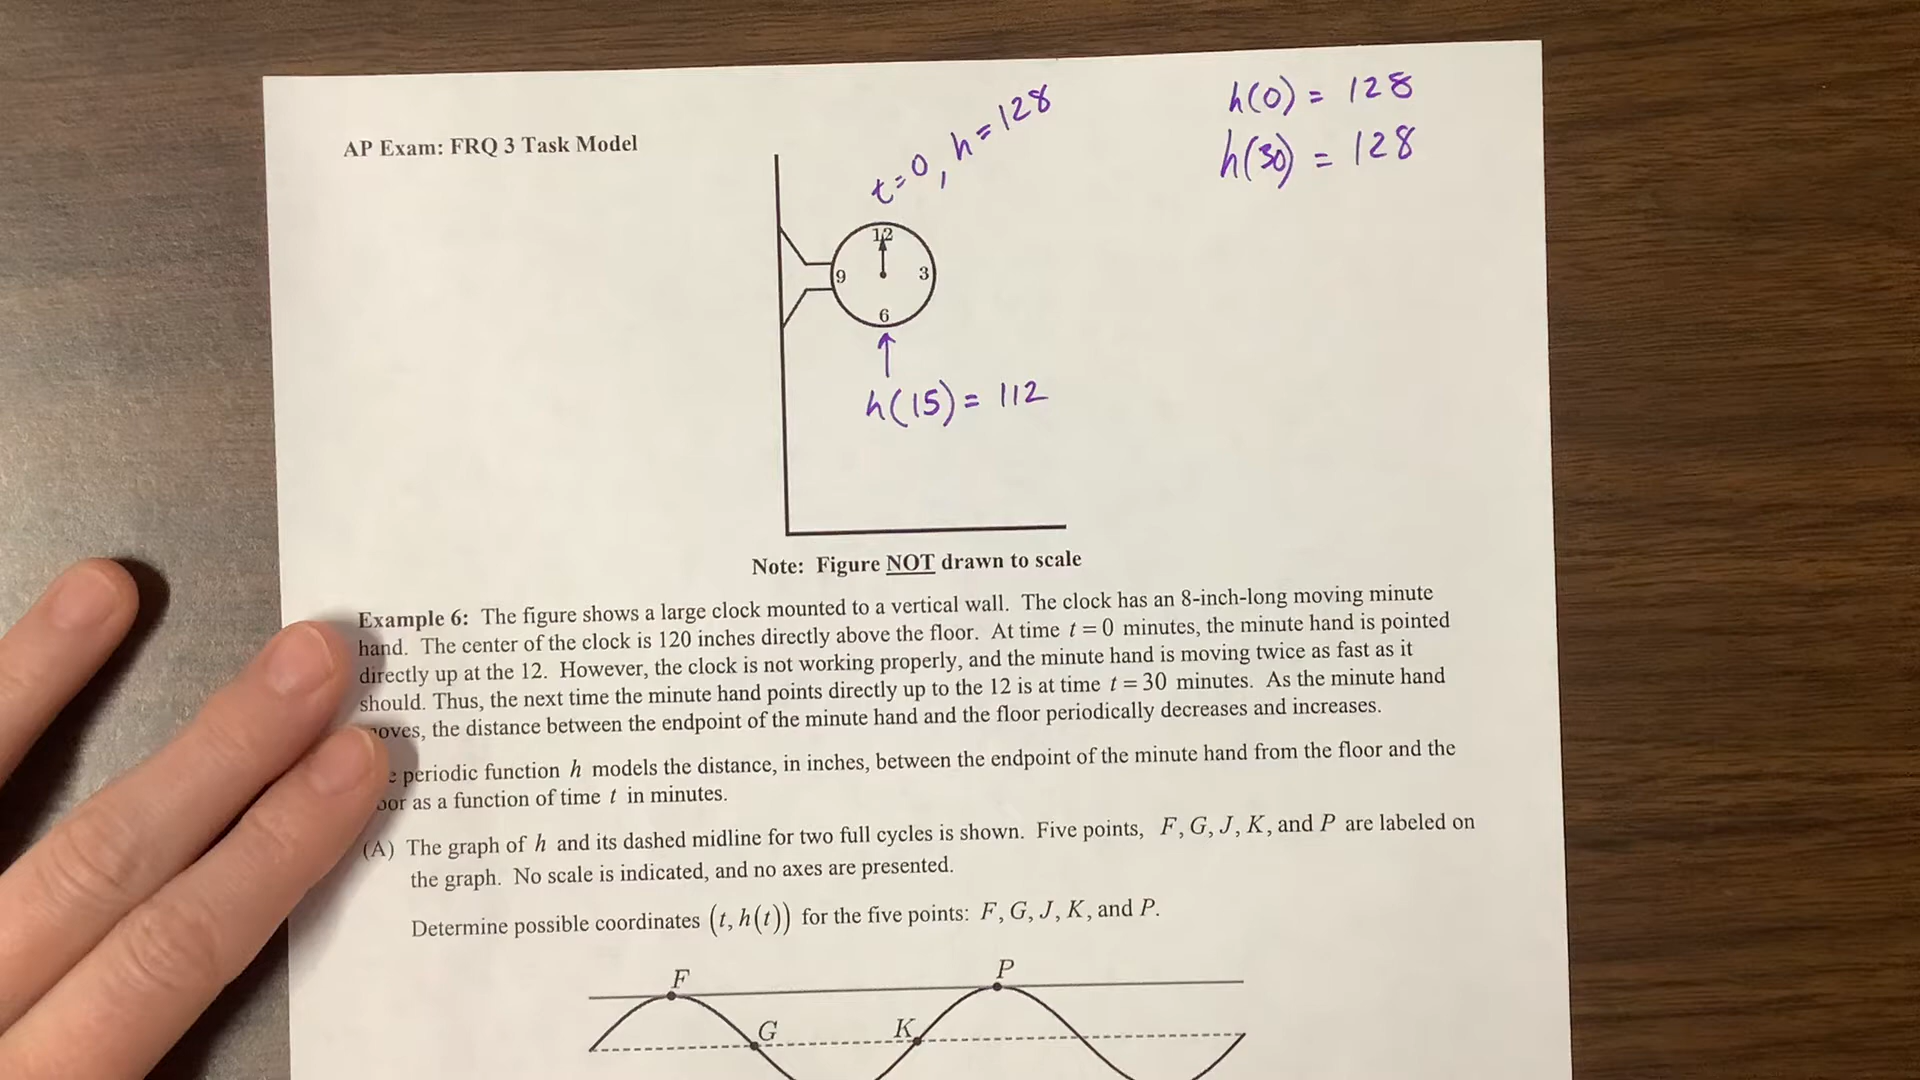 h(0) = 128
AP Exam: FRQ 3 Task Model
t=0, h=128
h(30) = 128
12
9
3
6
h(15) = 112
Note: Figure NOT drawn to scale
Example 6: The figure shows a large clock mounted to a vertical wall. The clock has an 8-inch-long moving minute
hand. The center of the clock is 120 inches directly above the floor. At time t = 0 minutes, the minute hand is pointed
directly up at the 12. However, the clock is not working properly, and the minute hand is moving twice as fast as it
should. Thus, the next time the minute hand points directly up to the 12 is at time t = 30 minutes. As the minute hand
the distance between the endpoint of the minute hand and the floor periodically decreases and increases.
periodic function h models the distance, in inches, between the endpoint of the minute hand from the floor and the
as a function of time t in minutes.
(A) The graph of h and its dashed midline for two full cycles is shown. Five points, F, G, J, K, and P are labeled on
the graph. No scale is indicated, and no axes are presented.
Determine possible coordinates (t, h(t)) for the five points: F, G, J, K, and P.
F
P
G
K